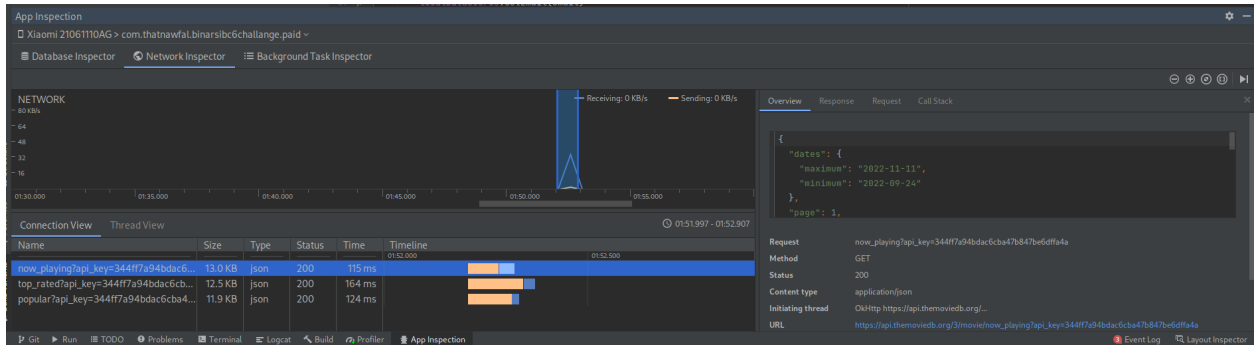 App Inspection
Xiaomi 21061110AG > com.thatnawfal.binarsibc6challange.paid
Database Inspector Network Inspector Background Task Inspector
NETWORK
Receiving: 0 KB/s Sending: 0 KB/s
80 KB/s
64
48
32
16
01:30.000 01:35.000 01:40.000 01:45.000 01:50.000 01:55.000
Connection View Thread View 01:51.997 - 01:52.907
Name Size Type Status Time Timeline
01:52.000 01:52.500
now_playing?api_key=344ff7a94bdac6... 13.0 KB json 200 115 ms
top_rated?api_key=344ff7a94bdac6cb... 12.5 KB json 200 164 ms
popular?api_key=344ff7a94bdac6cba4... 11.9 KB json 200 124 ms
Overview Response Request Call Stack
{
"dates": {
"maximum": "2022-11-11",
"minimum": "2022-09-24"
},
"page": 1,
Request now_playing?api_key=344ff7a94bdac6cba47b847be6dffa4a
Method GET
Status 200
Content type application/json
Initiating thread OkHttp https://api.themoviedb.org/...
URL https://api.themoviedb.org/3/movie/now_playing?api_key=344ff7a94bdac6cba47b847be6dffa4a
Git Run TODO Problems Terminal Logcat Build Profiler App Inspection 3 Event Log Layout Inspector